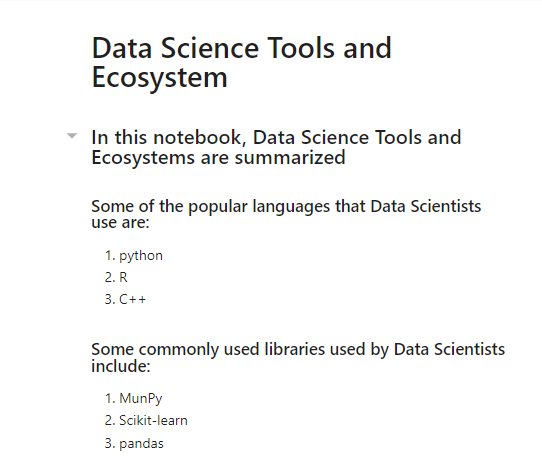 Data Science Tools and
Ecosystem
In this notebook, Data Science Tools and
Ecosystems are summarized
Some of the popular languages that Data Scientists
use are:
1. python
2. R
3. C++
Some commonly used libraries used by Data Scientists
include:
1. MunPy
2. Scikit-learn
3. pandas